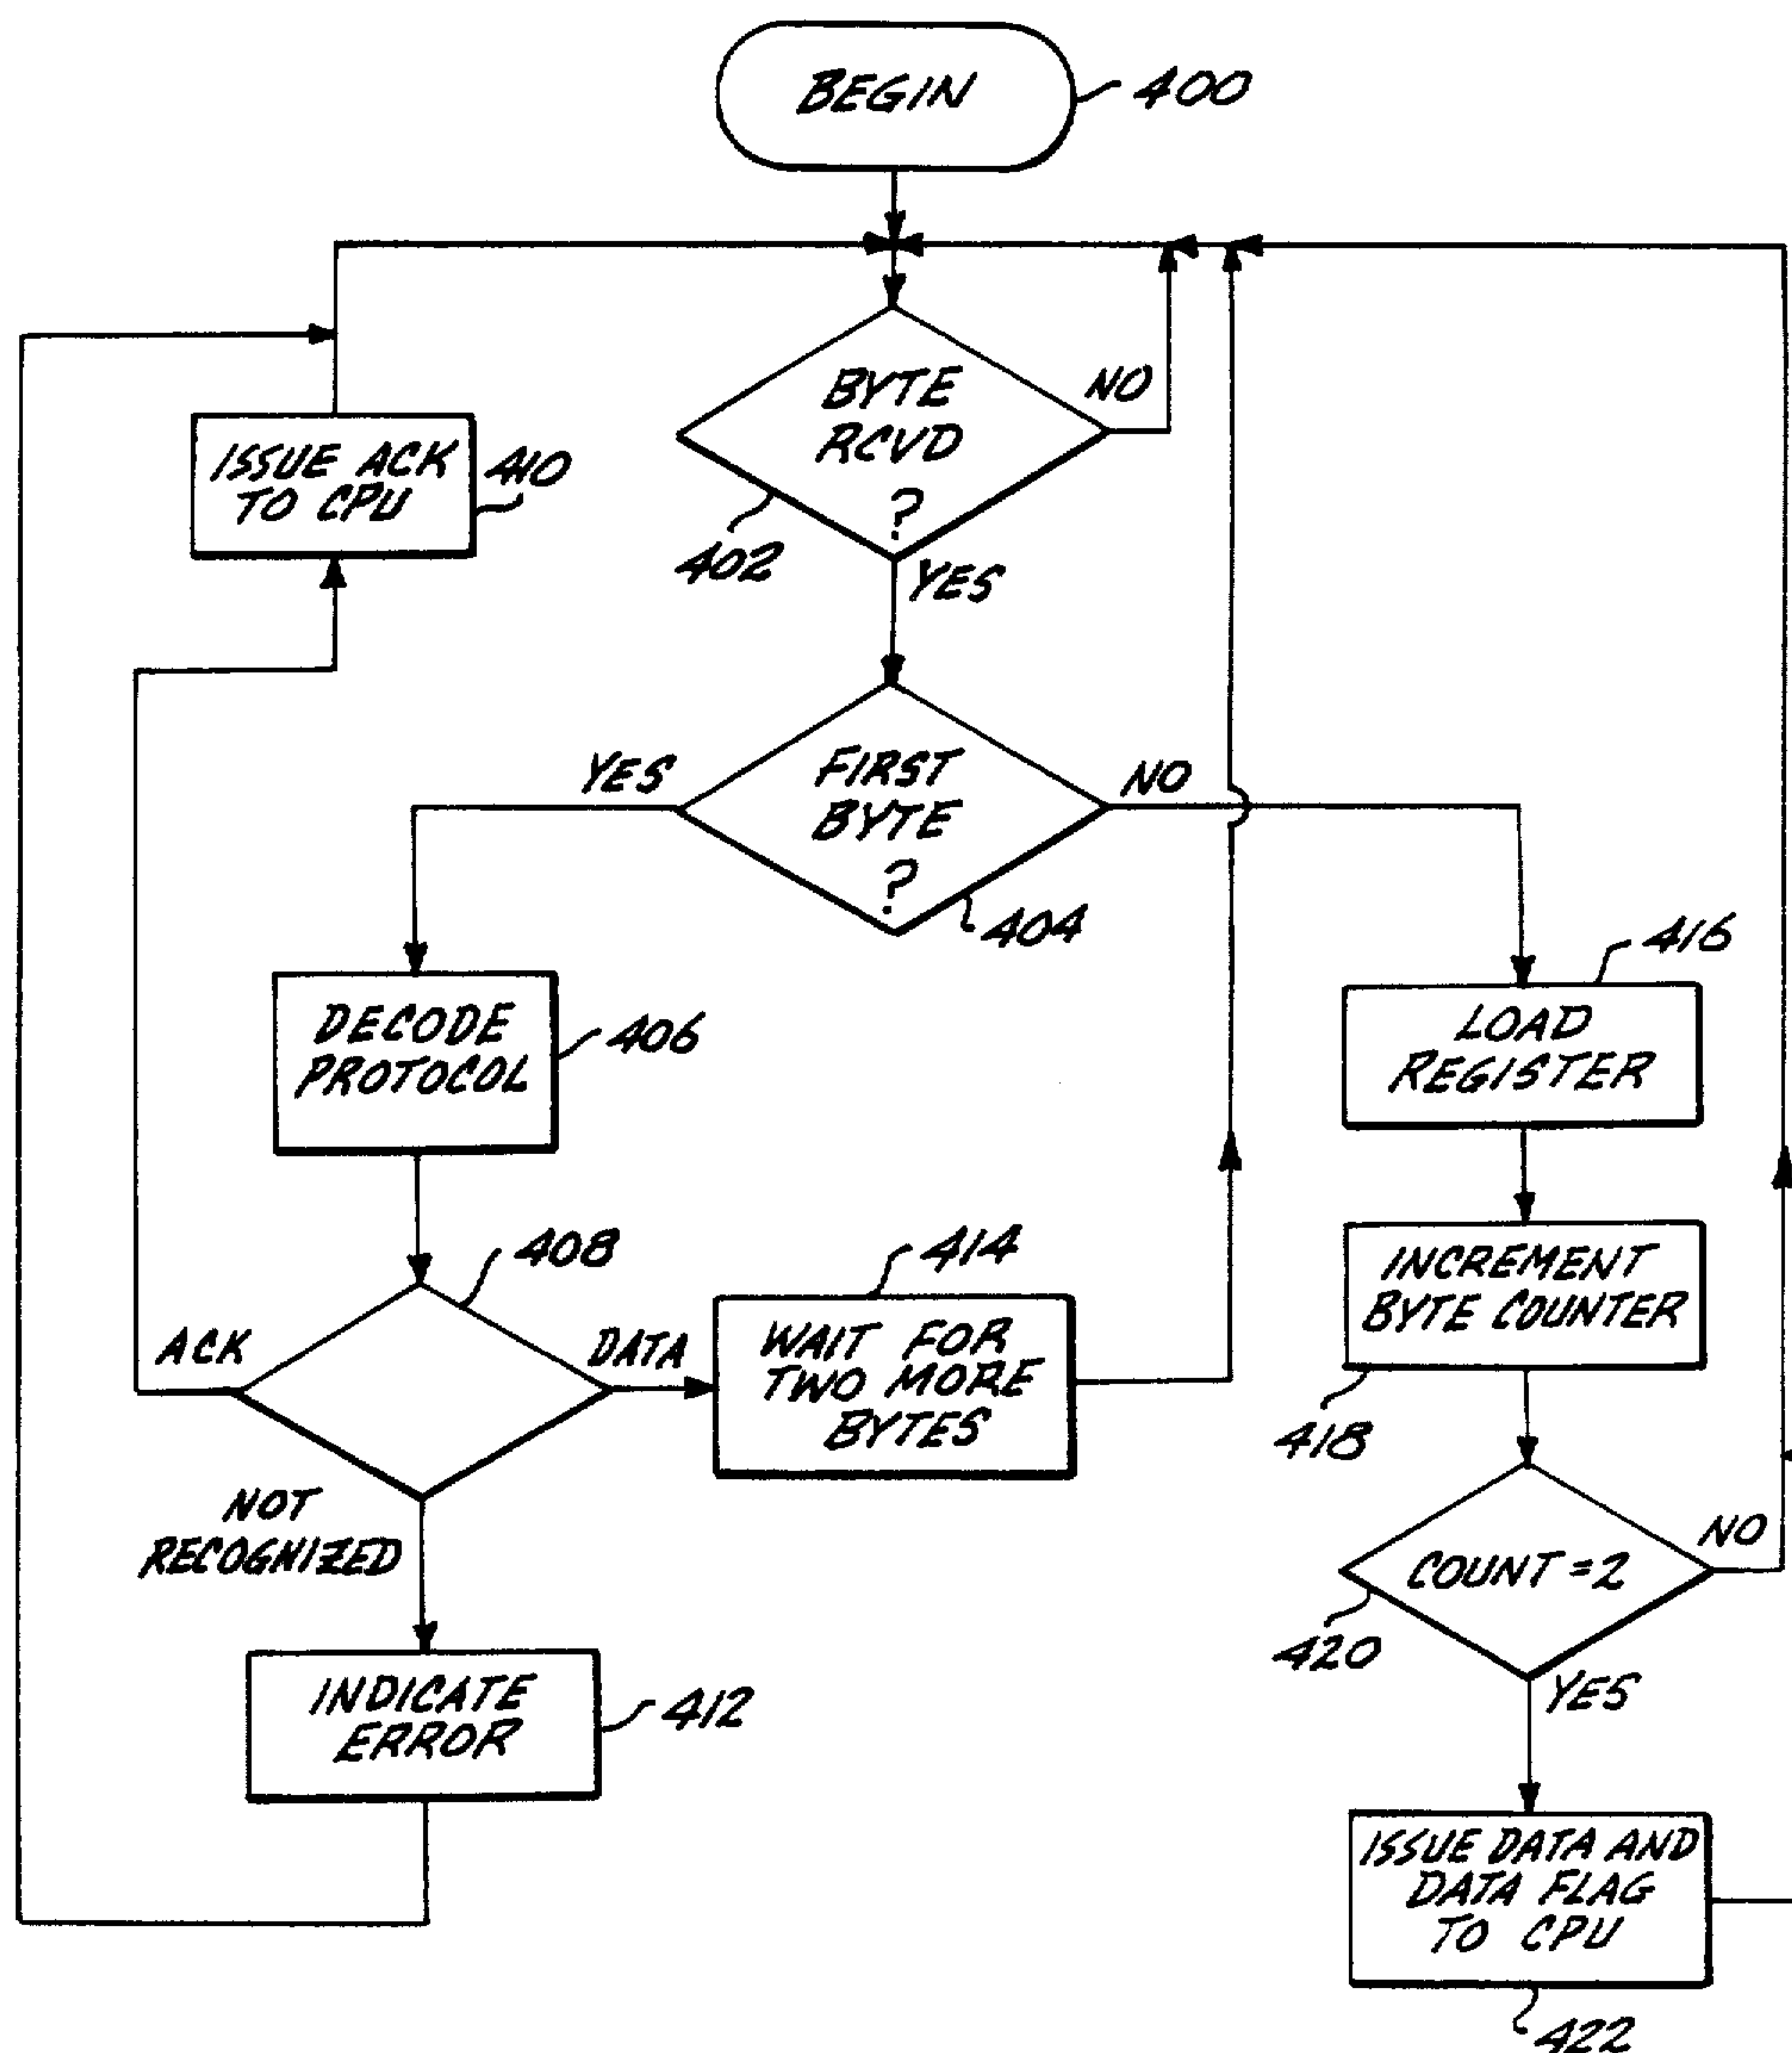 BEGIN
400
BYTE
RCVD
?
NO
402
YES
ISSUE ACK
TO CPU
410
FIRST
BYTE
?
YES
NO
404
DECODE
PROTOCOL
406
416
LOAD
REGISTER
408
ACK
DATA
NOT
RECOGNIZED
414
WAIT FOR
TWO MORE
BYTES
INCREMENT
BYTE COUNTER
418
COUNT=2
NO
420
YES
INDICATE
ERROR
412
ISSUE DATA AND
DATA FLAG
TO CPU
422